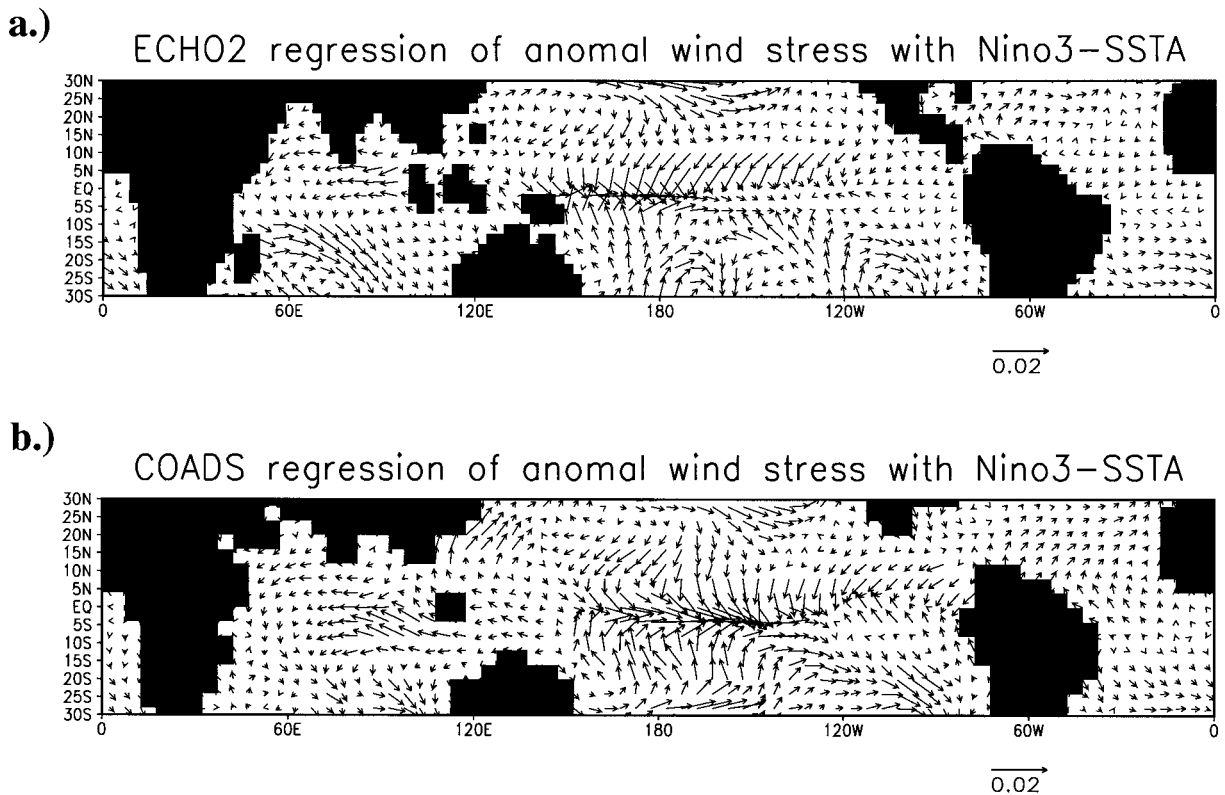 a.)
ECHO2 regression of anomal wind stress with Nino3-SSTA
30N
25N
20N
15N
10N
5N
EQ
5S
10S
15S
20S
25S
30S
0 60E 120E 180 120W 60W 0
0.02
b.)
COADS regression of anomal wind stress with Nino3-SSTA
30N
25N
20N
15N
10N
5N
EQ
5S
10S
15S
20S
25S
30S
0 60E 120E 180 120W 60W 0
0.02